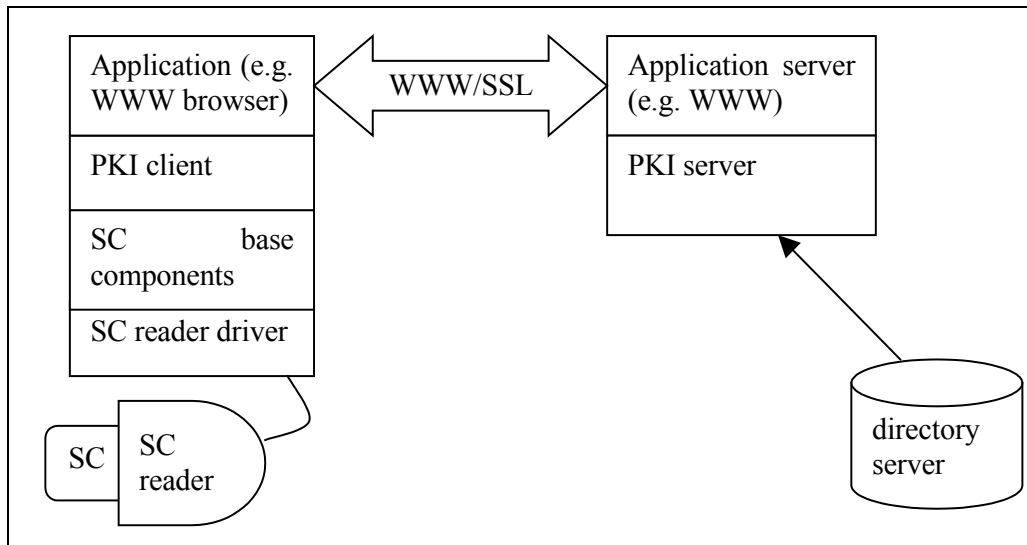 Application (e.g.
WWW browser)
PKI client
SC base
components
SC reader driver
SC
SC
reader
WWW/SSL
Application server
(e.g. WWW)
PKI server
directory
server